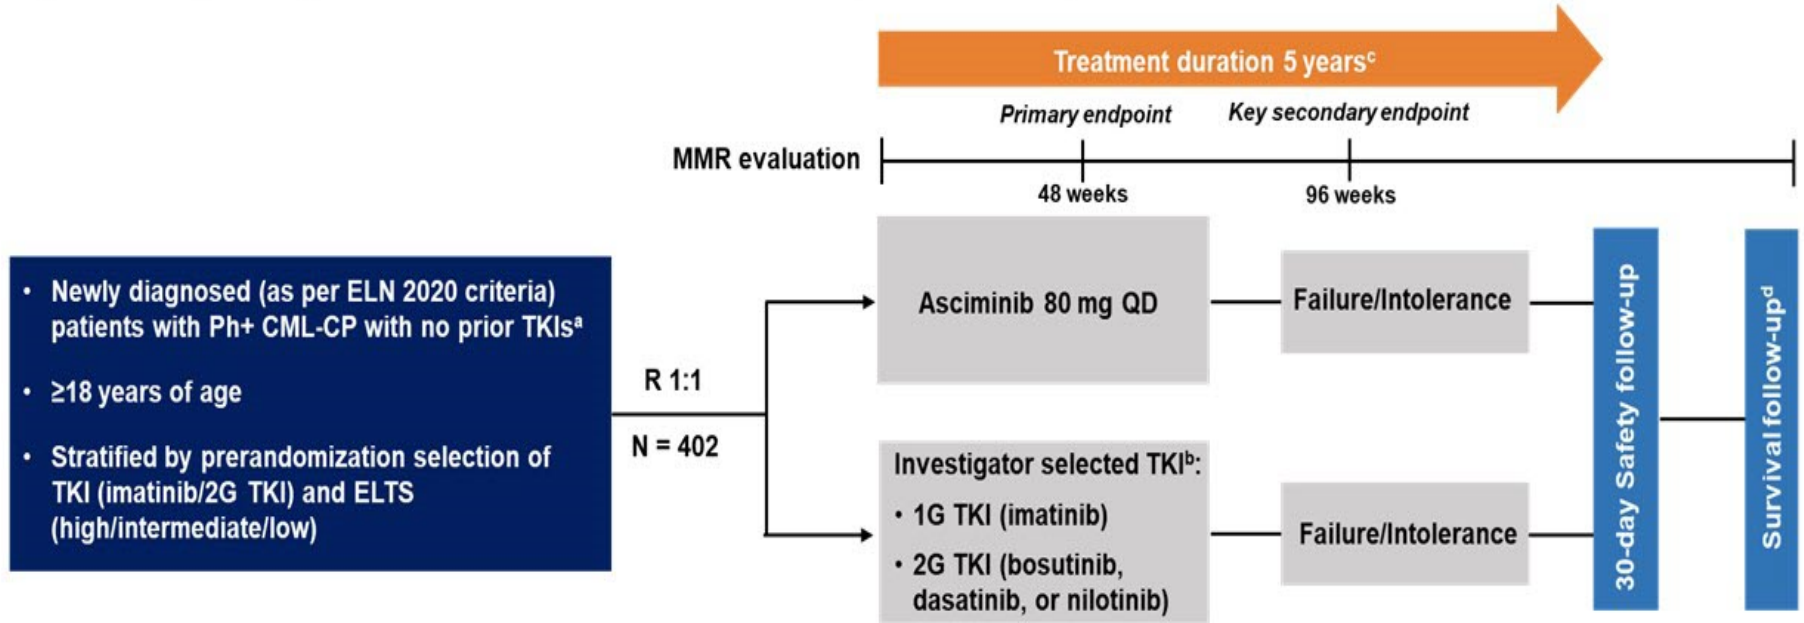 Treatment duration 5 yearsᶜ
Primary endpoint
Key secondary endpoint
MMR evaluation
48 weeks
96 weeks
• Newly diagnosed (as per ELN 2020 criteria)
patients with Ph+ CML-CP with no prior TKIsᵃ
• ≥18 years of age
• Stratified by prerandomization selection of
TKI (imatinib/2G TKI) and ELTS
(high/intermediate/low)
R 1:1
N = 402
Asciminib 80 mg QD
Failure/Intolerance
Investigator selected TKIᵇ:
• 1G TKI (imatinib)
• 2G TKI (bosutinib,
dasatinib, or nilotinib)
Failure/Intolerance
30-day Safety follow-up
Survival follow-upᵈ